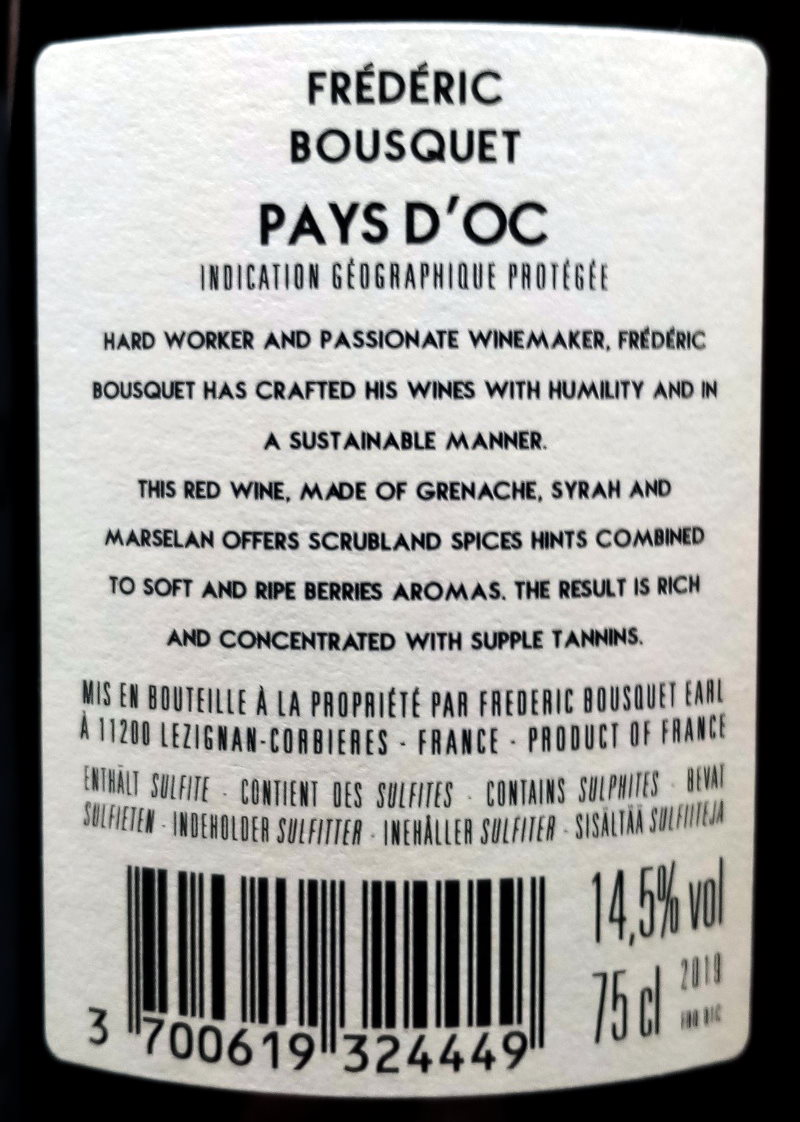 FRÉDÉRIC
BOUSQUET
PAYS D'OC
INDICATION GÉOGRAPHIQUE PROTÉGÉE
HARD WORKER AND PASSIONATE WINEMAKER, FRÉDÉRIC
BOUSQUET HAS CRAFTED HIS WINES WITH HUMILITY AND IN
A SUSTAINABLE MANNER.
THIS RED WINE, MADE OF GRENACHE, SYRAH AND
MARSELAN OFFERS SCRUBLAND SPICES HINTS COMBINED
TO SOFT AND RIPE BERRIES AROMAS. THE RESULT IS RICH
AND CONCENTRATED WITH SUPPLE TANNINS.
MIS EN BOUTEILLE À LA PROPRIÉTÉ PAR FREDERIC BOUSQUET EARL
À 11200 LEZIGNAN-CORBIERES - FRANCE - PRODUCT OF FRANCE
ENTHÄLT SULFITE - CONTIENT DES SULFITES - CONTAINS SULPHITES - BEVAT
SULFIETEN - INDEHOLDER SULFITTER - INEHÅLLER SULFITER - SISÄLTÄÄ SULFIITEJA
14,5% vol
75 cl 2019
3 700619 324449